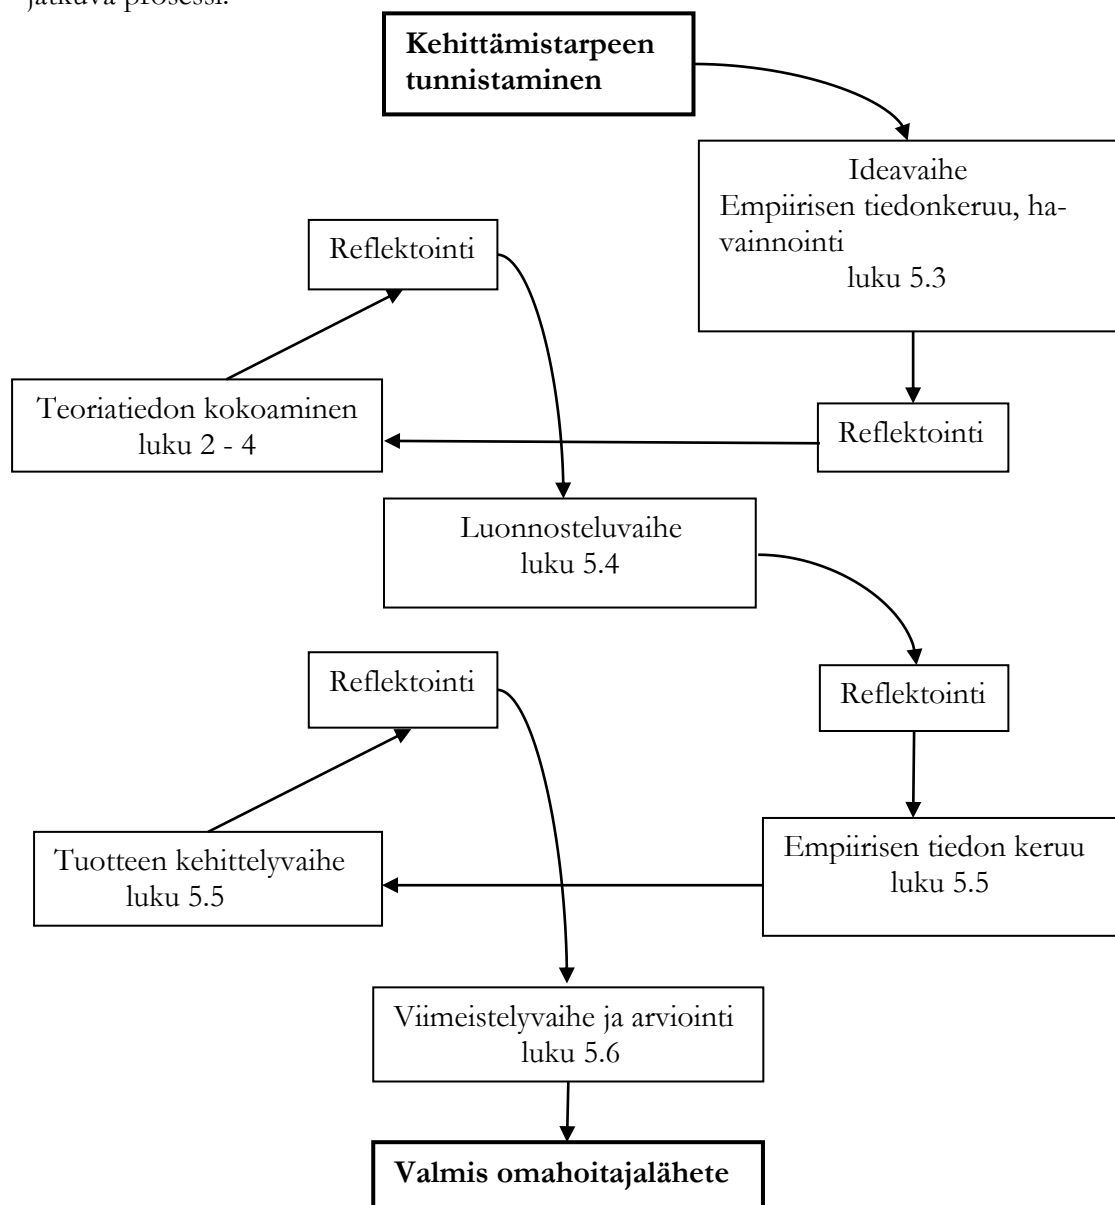 jatkuva prosessi.
Kehittämistarpeen
tunnistaminen
Ideavaihe
Empiirisen tiedonkeruu, ha-
vainnointi
luku 5.3
Reflektointi
Reflektointi
Teoriatiedon kokoaminen
luku 2 - 4
Luonnosteluvaihe
luku 5.4
Reflektointi
Reflektointi
Empiirisen tiedon keruu
luku 5.5
Tuotteen kehittelyvaihe
luku 5.5
Viimeistelyvaihe ja arviointi
luku 5.6
Valmis omahoitajalähete